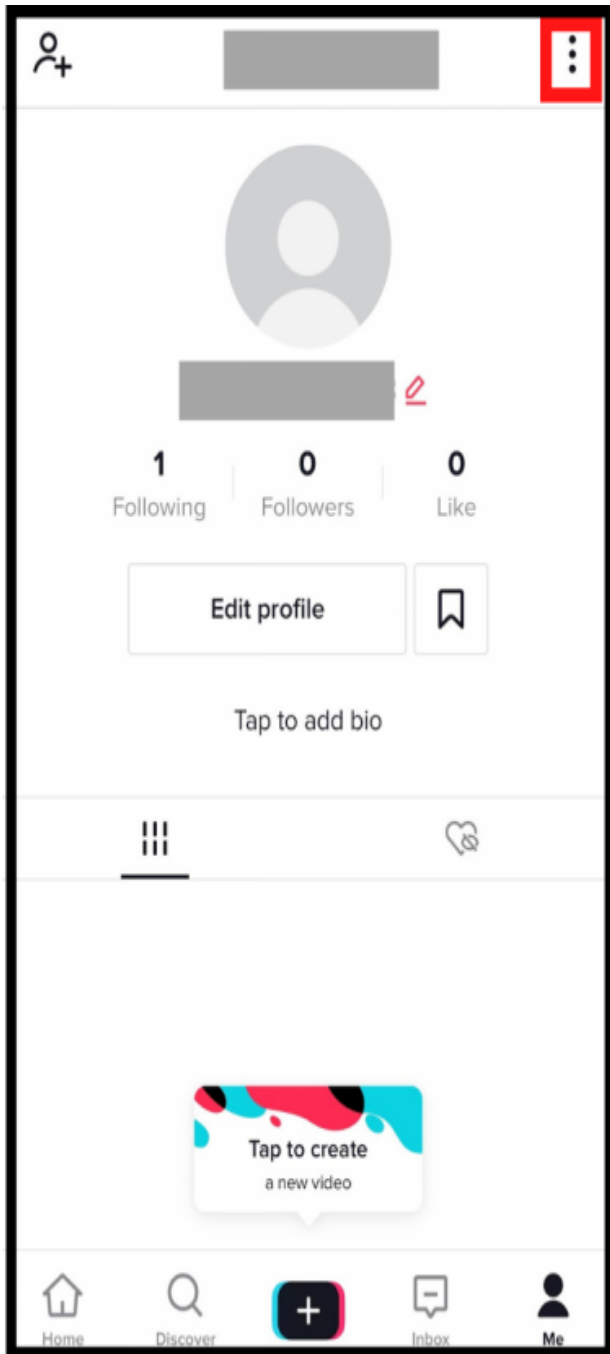 1 0 0
Following Followers Like
Edit profile
Tap to add bio
Tap to create
a new video
Home Discover Inbox Me